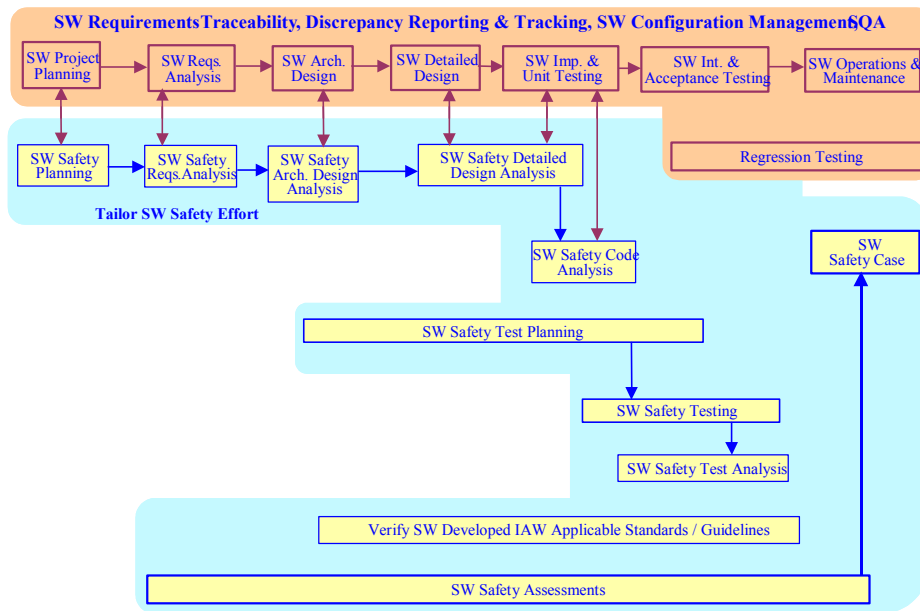 SW Requirements Traceability, Discrepancy Reporting & Tracking, SW Configuration Management, SQA
SW Project
Planning
SW Reqs.
Analysis
SW Arch.
Design
SW Detailed
Design
SW Imp. &
Unit Testing
SW Int. &
Acceptance Testing
SW Operations &
Maintenance
Regression Testing
SW Safety
Planning
SW Safety
Reqs.Analysis
SW Safety
Arch. Design
Analysis
SW Safety Detailed
Design Analysis
Tailor SW Safety Effort
SW Safety Code
Analysis
SW
Safety Case
SW Safety Test Planning
SW Safety Testing
SW Safety Test Analysis
Verify SW Developed IAW Applicable Standards / Guidelines
SW Safety Assessments